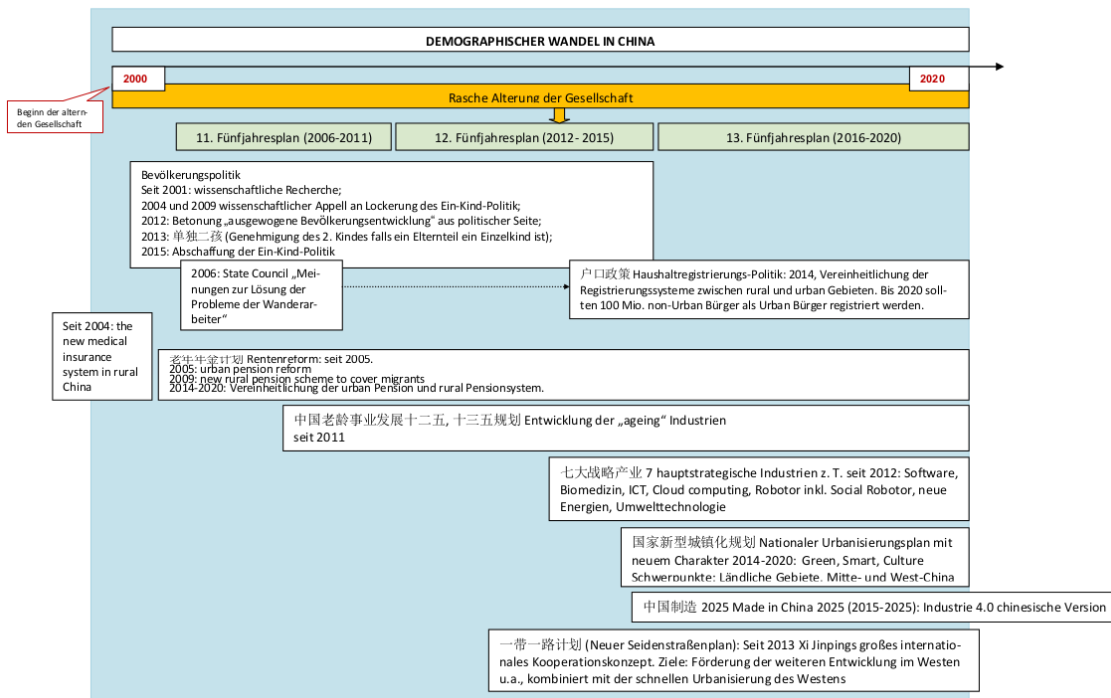 DEMOGRAPHISCHER WANDEL IN CHINA
2000
2020
Rasche Alterung der Gesellschaft
Beginn der altern-
den Gesellschaft
11. Fünfjahresplan (2006-2011)
12. Fünfjahresplan (2012- 2015)
13. Fünfjahresplan (2016-2020)
Bevölkerungspolitik
Seit 2001: wissenschaftliche Recherche;
2004 und 2009 wissenschaftlicher Appell an Lockerung des Ein-Kind-Politik;
2012: Betonung „ausgewogene Bevölkerungsentwicklung“ aus politischer Seite;
2013: 单独二孩 (Genehmigung des 2. Kindes falls ein Elternteil ein Einzelkind ist);
2015: Abschaffung der Ein-Kind-Politik
2006: State Council „Mei-
nungen zur Lösung der
Probleme der Wanderar-
beiter“
户口政策 Haushaltregistrierungs-Politik: 2014, Vereinheitlichung der
Registrierungssysteme zwischen rural und urban Gebieten. Bis 2020 soll-
ten 100 Mio. non-Urban Bürger als Urban Bürger registriert werden.
Seit 2004: the
new medical
insurance
system in rural
China
老年年金计划 Rentenreform: seit 2005.
2005: urban pension reform
2009: new rural pension scheme to cover migrants
2014-2020: Vereinheitlichung der urban Pension und rural Pensionsystem.
中国老龄事业发展十二五, 十三五规划 Entwicklung der „ageing“ Industrien
seit 2011
七大战略产业 7 hauptstrategische Industrien z. T. seit 2012: Software,
Biomedizin, ICT, Cloud computing, Robotor inkl. Social Robotor, neue
Energien, Umwelttechnologie
国家新型城镇化规划 Nationaler Urbanisierungsplan mit
neuem Charakter 2014-2020: Green, Smart, Culture
Schwerpunkte: Ländliche Gebiete. Mitte- und West-China
中国制造 2025 Made in China 2025 (2015-2025): Industrie 4.0 chinesische Version
一带一路计划 (Neuer Seidenstraßenplan): Seit 2013 Xi Jinpings großes internatio-
nales Kooperationskonzept. Ziele: Förderung der weiteren Entwicklung im Westen
u.a., kombiniert mit der schnellen Urbanisierung des Westens